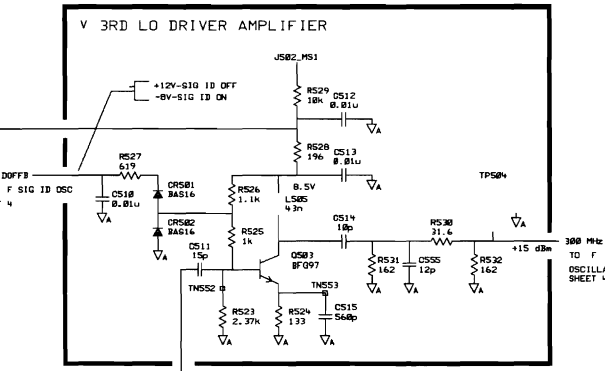 V 3RD LO DRIVER AMPLIFIER
J502_MS1
+12V-SIG ID OFF
-8V-SIG ID ON
R529
10k
C512
0.01u
A
R528
196
C513
0.01u
A
DOFFB
F SIG ID OSC
4
R527
619
C510
0.01u
A
CR501
BAS16
CR502
BAS16
R526
1.1k
8.5V
L505
43n
R525
1k
C511
15p
TN552
Q503
BFG97
TN553
R523
2.37k
A
R524
133
A
C515
560p
A
C514
10p
R531
162
A
C555
12p
A
R530
31.6
R532
162
A
TP504
A
+15 dBm
300 MHz
TO F
OSCILLA
SHEET 4